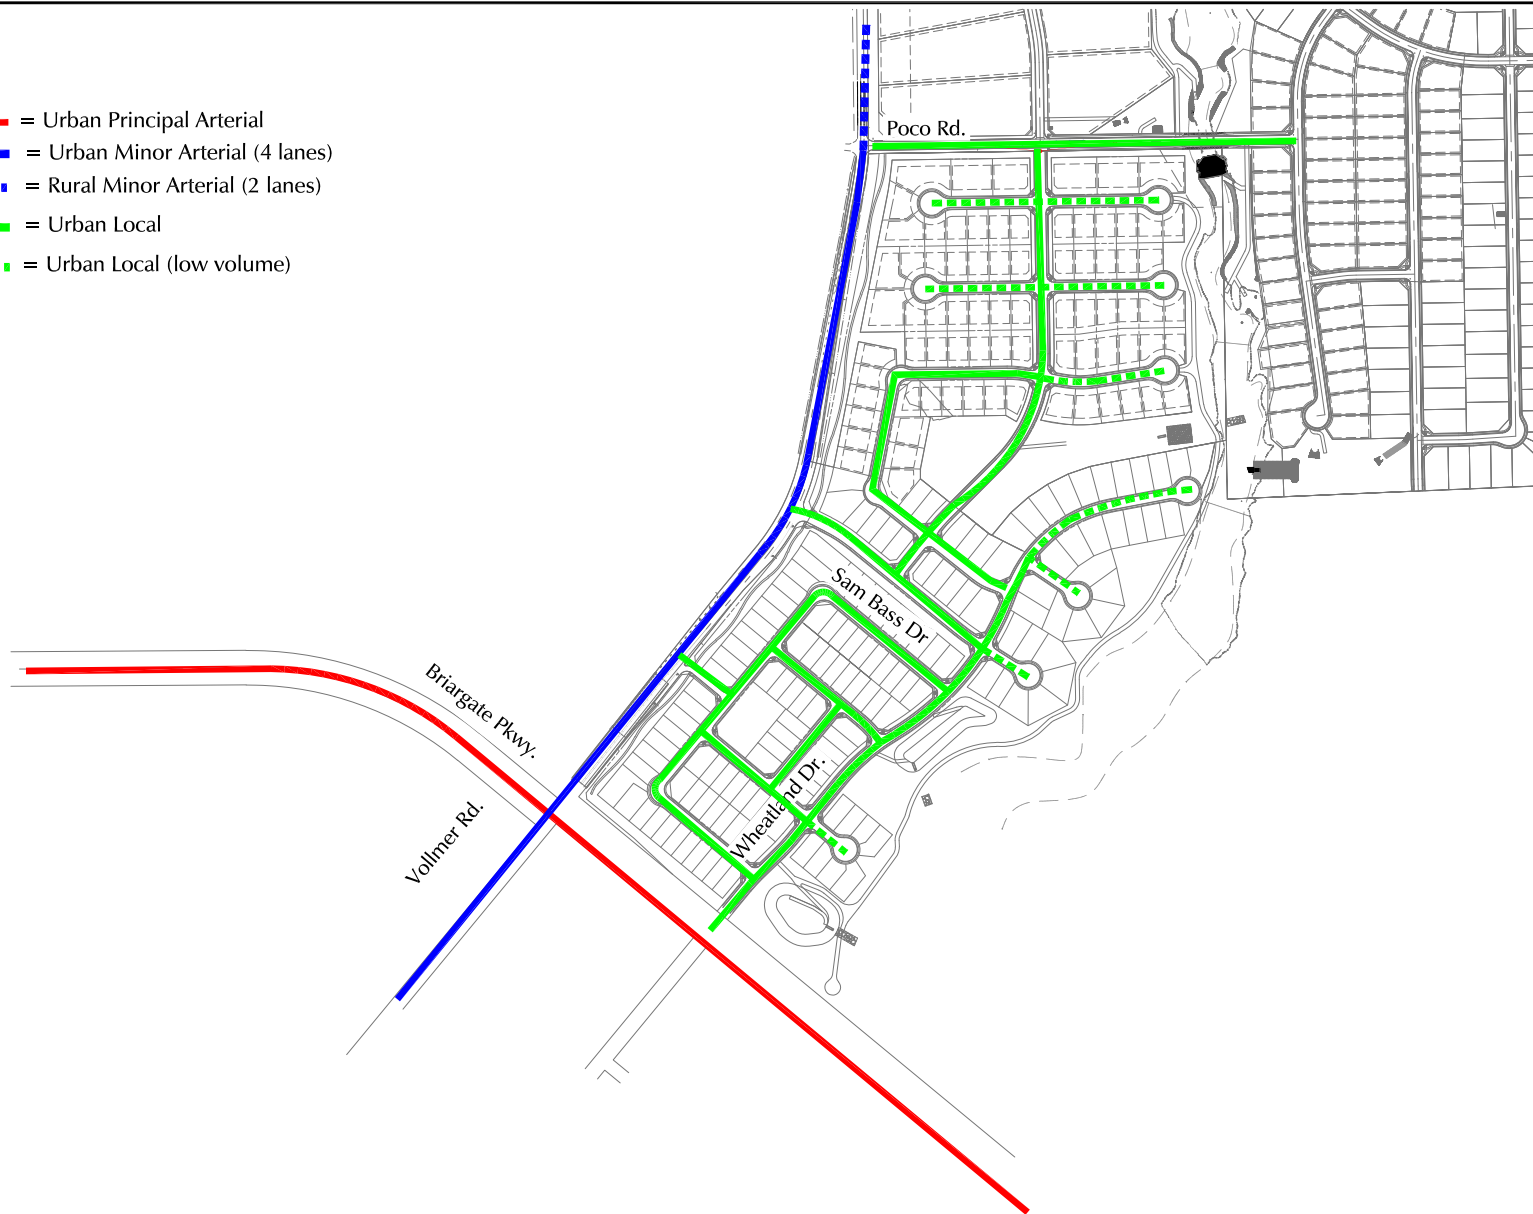 = Urban Principal Arterial
= Urban Minor Arterial (4 lanes)
= Rural Minor Arterial (2 lanes)
= Urban Local
= Urban Local (low volume)
Poco Rd.
Sam Bass Dr
Briargate Pkwy.
Wheatland Dr.
Vollmer Rd.